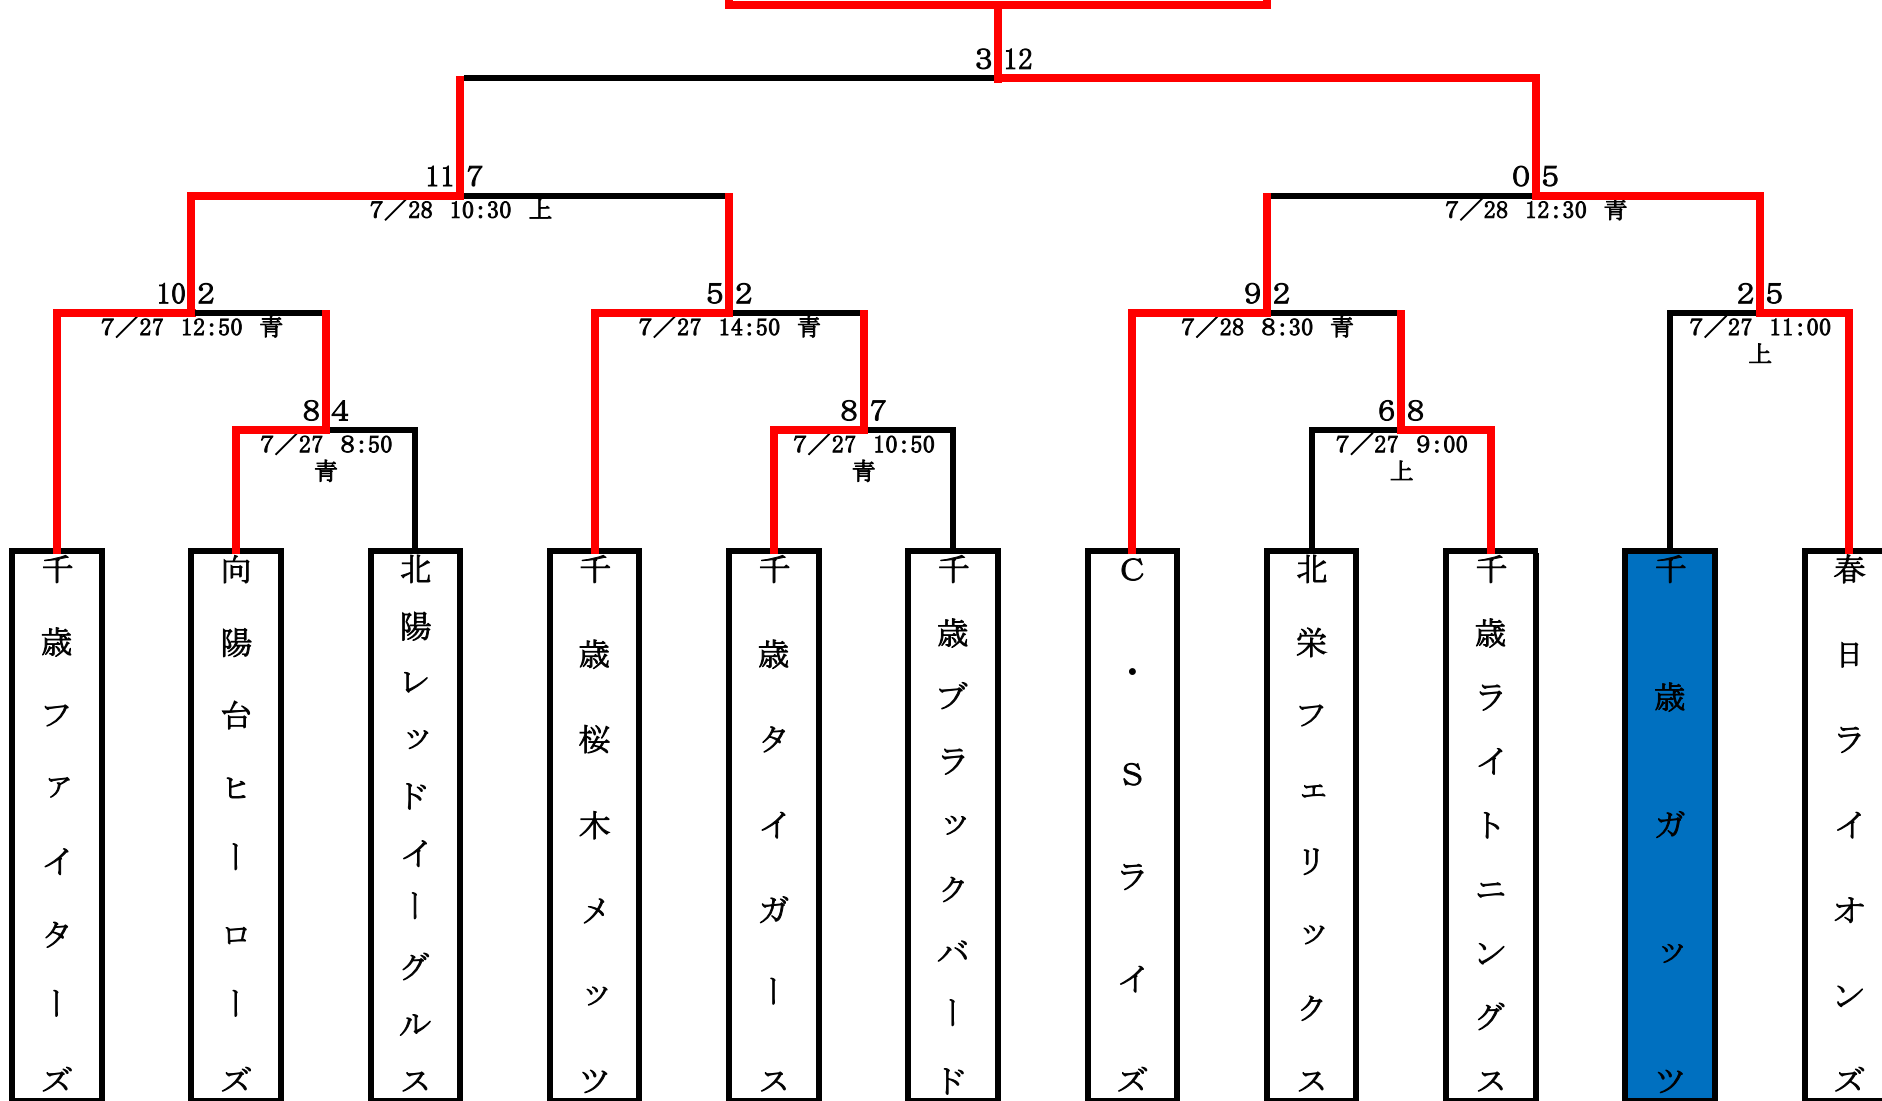 3 12
11 7
7／28 10:30 上
0 5
7／28 12:30 青
10 2
7／27 12:50 青
5 2
7／27 14:50 青
9 2
7／28 8:30 青
2 5
7／27 11:00
上
8 4
7／27 8:50
青
8 7
7／27 10:50
青
6 8
7／27 9:00
上
千歳ファイターズ
向陽台ヒーローズ
北陽レッドイーグルス
千歳桜木メッツ
千歳タイガース
千歳ブラックバード
C・Sライズ
北栄フェリックス
千歳ライトニングス
千歳ガッツ
春日ライオンズ